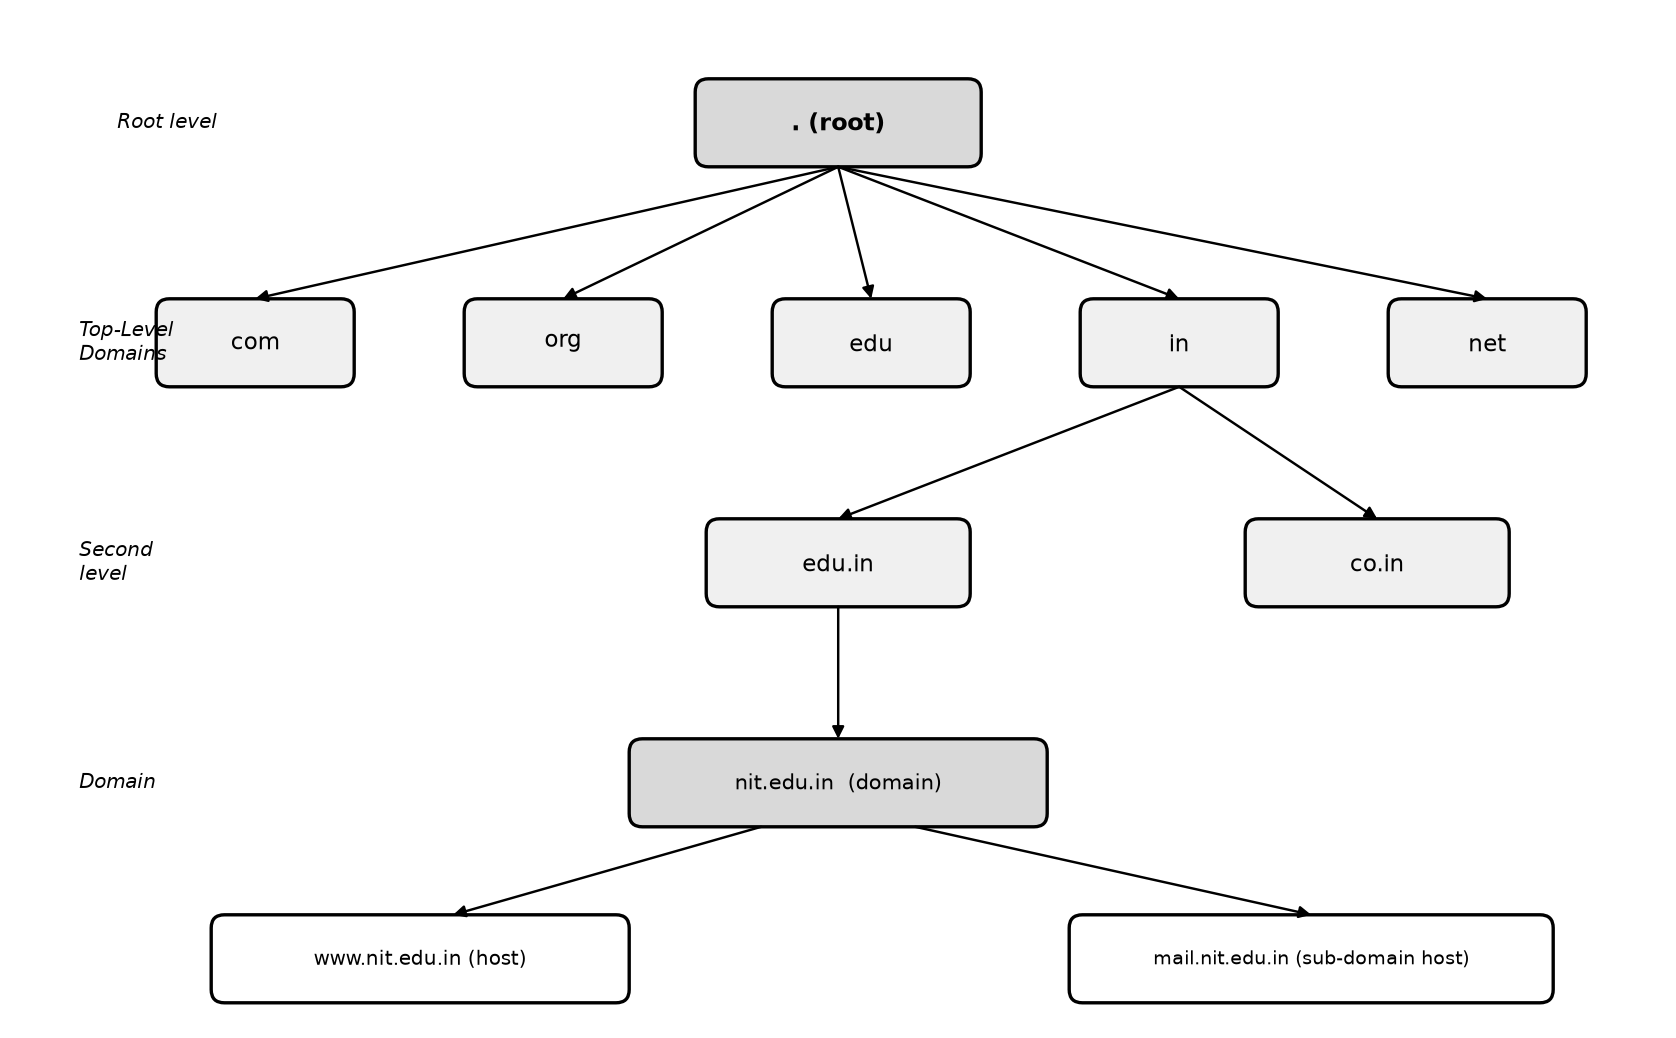 Root level
. (root)
Top-Level
Domains
com
org
edu
in
net
Second
level
edu.in
co.in
Domain
nit.edu.in (domain)
www.nit.edu.in (host)
mail.nit.edu.in (sub-domain host)